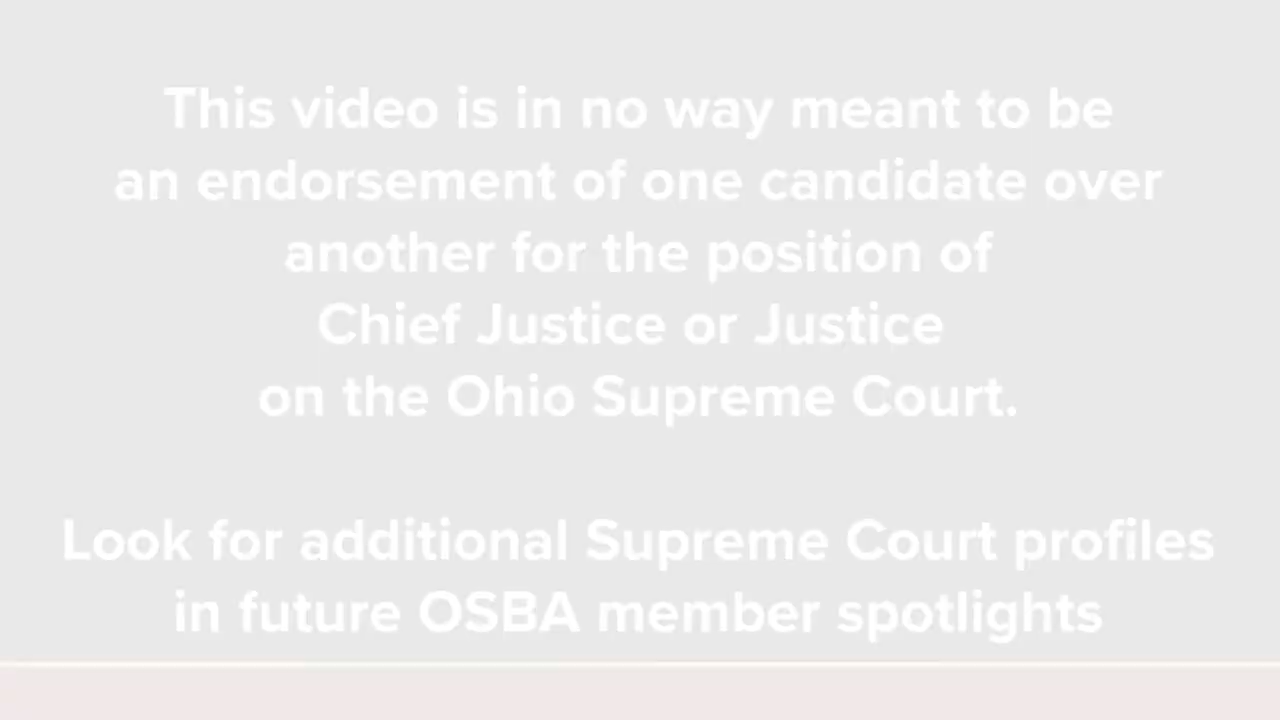 This video is in no way meant to be
an endorsement of one candidate over
another for the position of
Chief Justice or Justice
on the Ohio Supreme Court.
Look for additional Supreme Court profiles
in future OSBA member spotlights